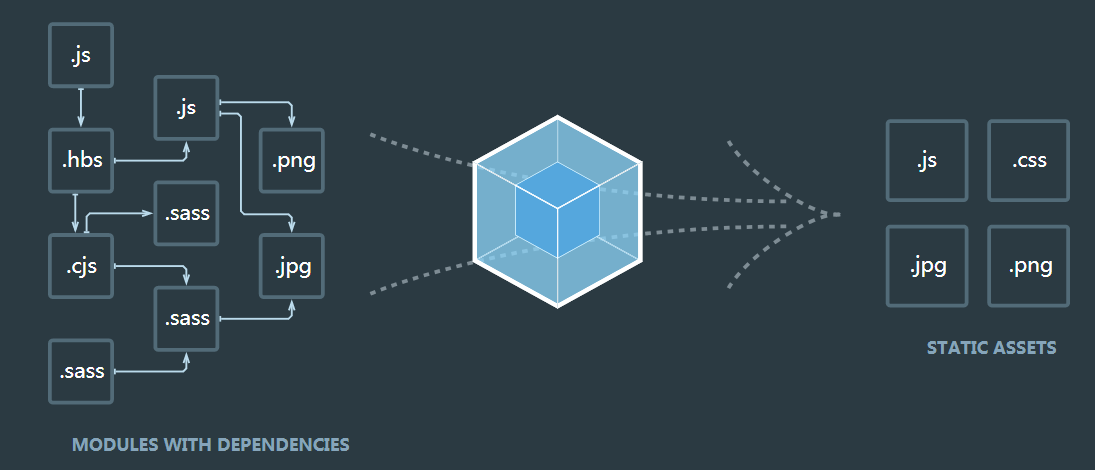 .js
.js
.hbs
.png
.sass
.cjs
.jpg
.sass
.sass
MODULES WITH DEPENDENCIES
.js
.css
.jpg
.png
STATIC ASSETS